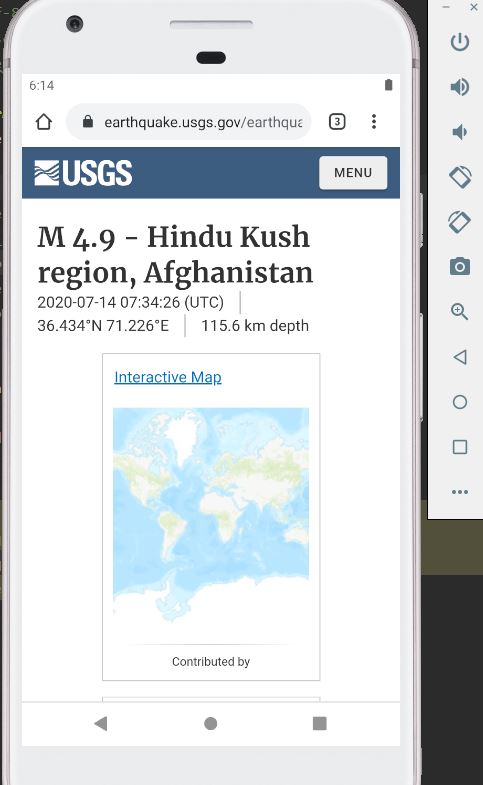 6:14
earthquake.usgs.gov/earthqua
3
USGS
MENU
M 4.9 - Hindu Kush
region, Afghanistan
2020-07-14 07:34:26 (UTC)
36.434°N 71.226°E 115.6 km depth
Interactive Map
Contributed by